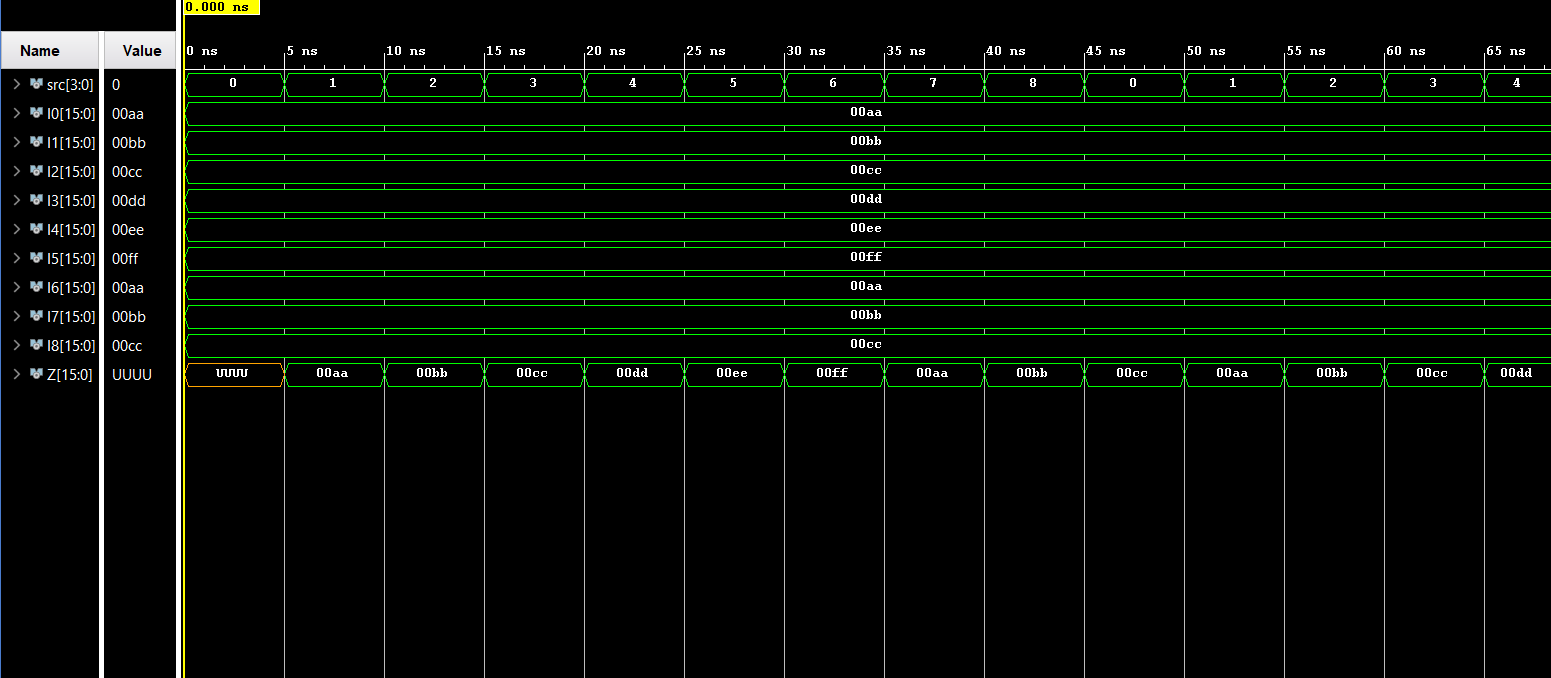 0.000 ns
Name Value 0 ns 5 ns 10 ns 15 ns 20 ns 25 ns 30 ns 35 ns 40 ns 45 ns 50 ns 55 ns 60 ns 65 ns
src[3:0] 0 0 1 2 3 4 5 6 7 8 0 1 2 3 4
I0[15:0] 00aa 00aa
I1[15:0] 00bb 00bb
I2[15:0] 00cc 00cc
I3[15:0] 00dd 00dd
I4[15:0] 00ee 00ee
I5[15:0] 00ff 00ff
I6[15:0] 00aa 00aa
I7[15:0] 00bb 00bb
I8[15:0] 00cc 00cc
Z[15:0] UUUU UUUU 00aa 00bb 00cc 00dd 00ee 00ff 00aa 00bb 00cc 00aa 00bb 00cc 00dd